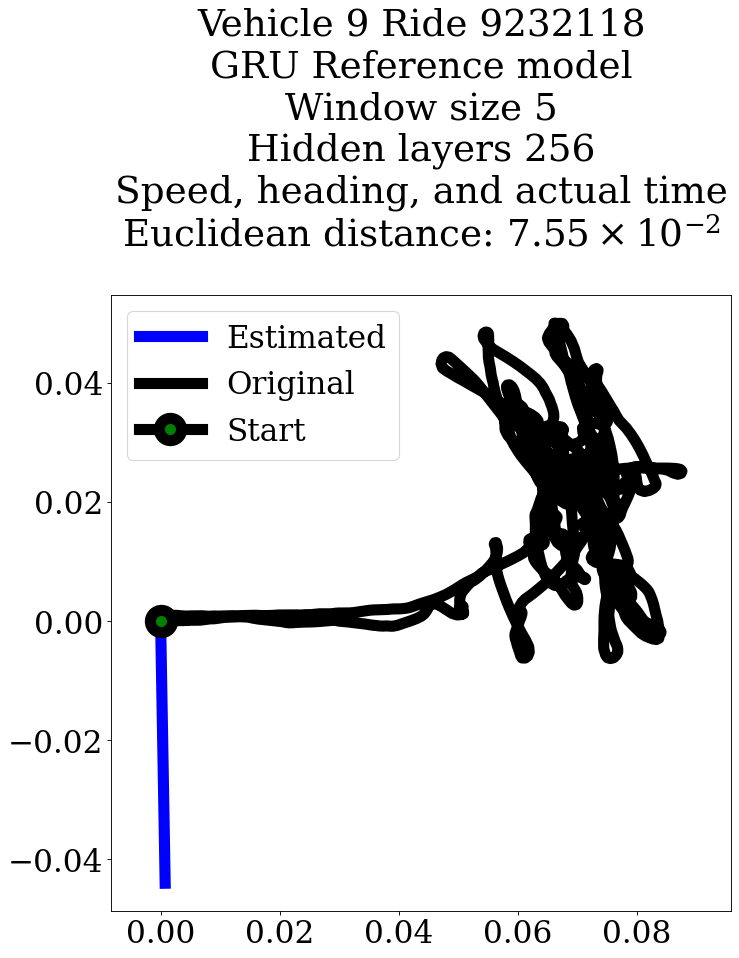 Vehicle 9 Ride 9232118
GRU Reference model
Window size 5
Hidden layers 256
Speed, heading, and actual time
Euclidean distance: 7.55 × 10⁻²
Estimated
Original
Start
0.04
0.02
0.00
−0.02
−0.04
0.00 0.02 0.04 0.06 0.08